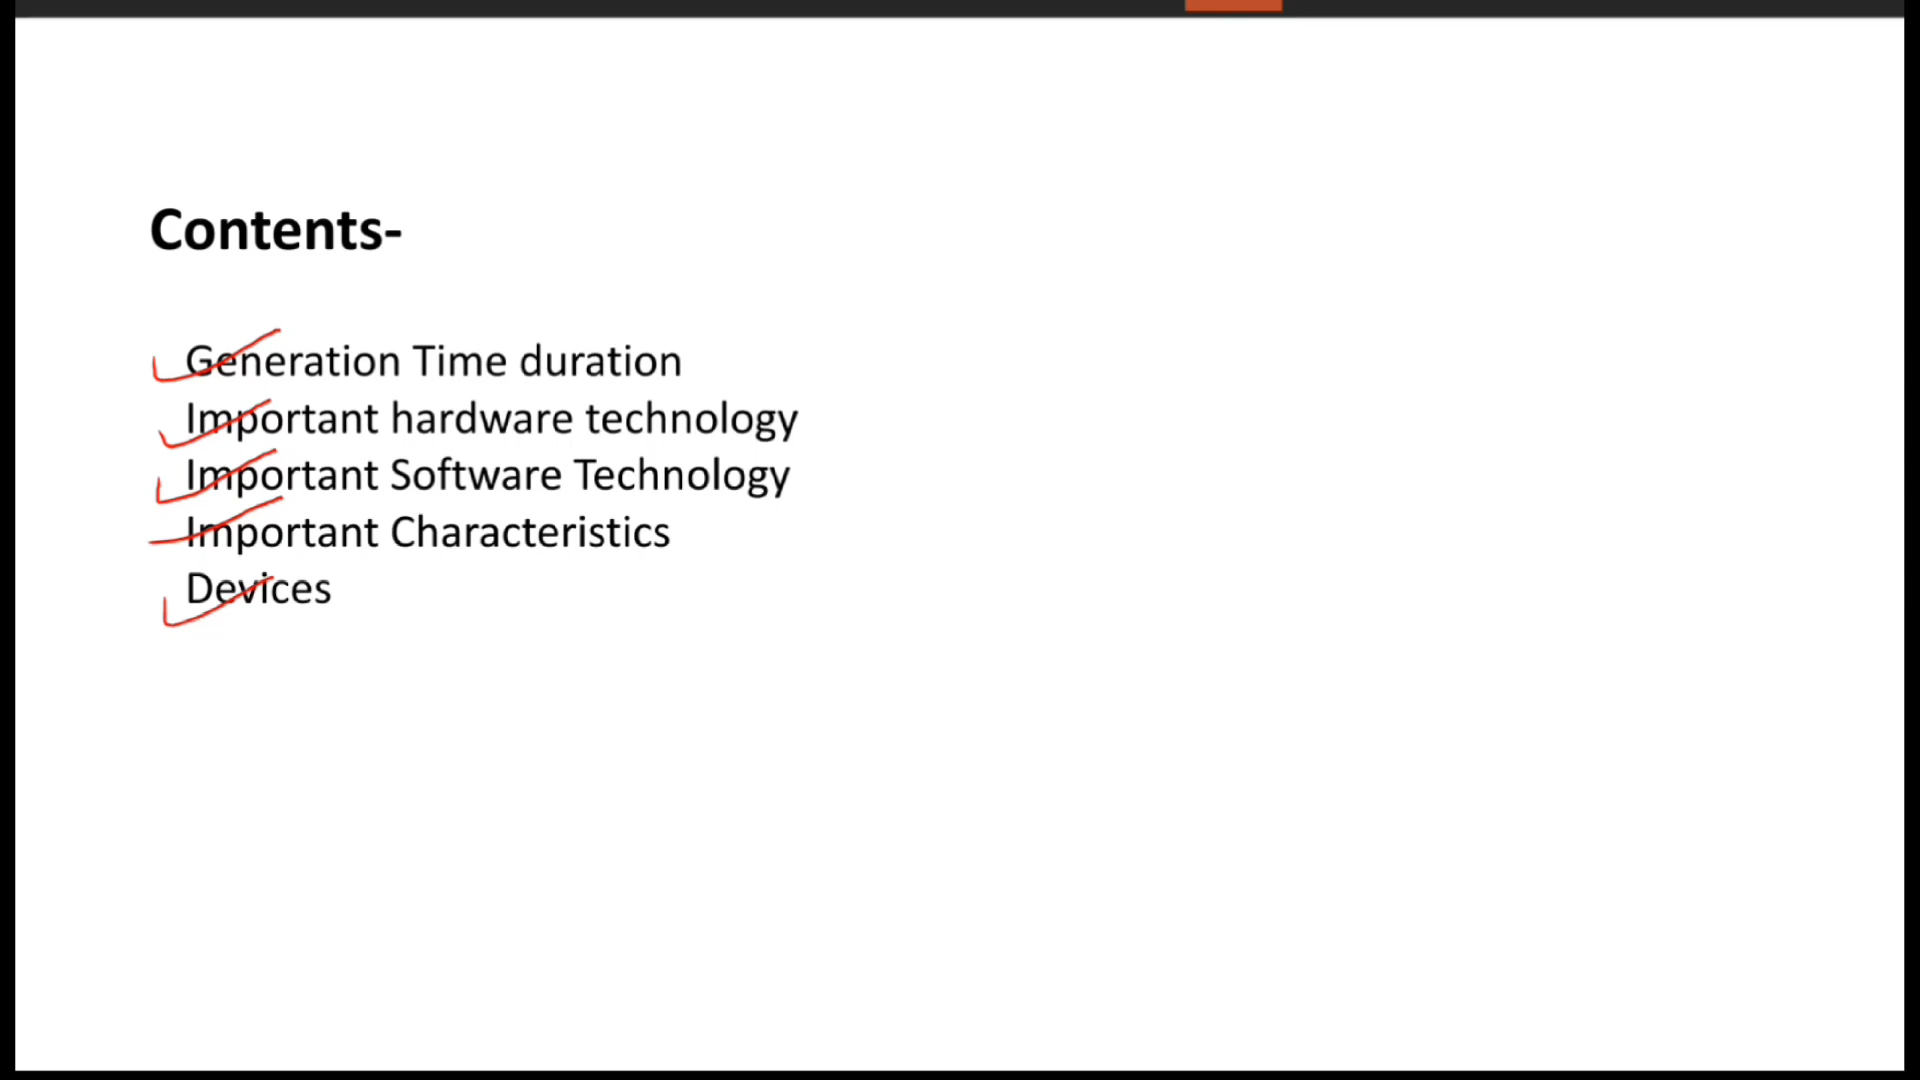 Contents-
Generation Time duration
Important hardware technology
Important Software Technology
Important Characteristics
Devices